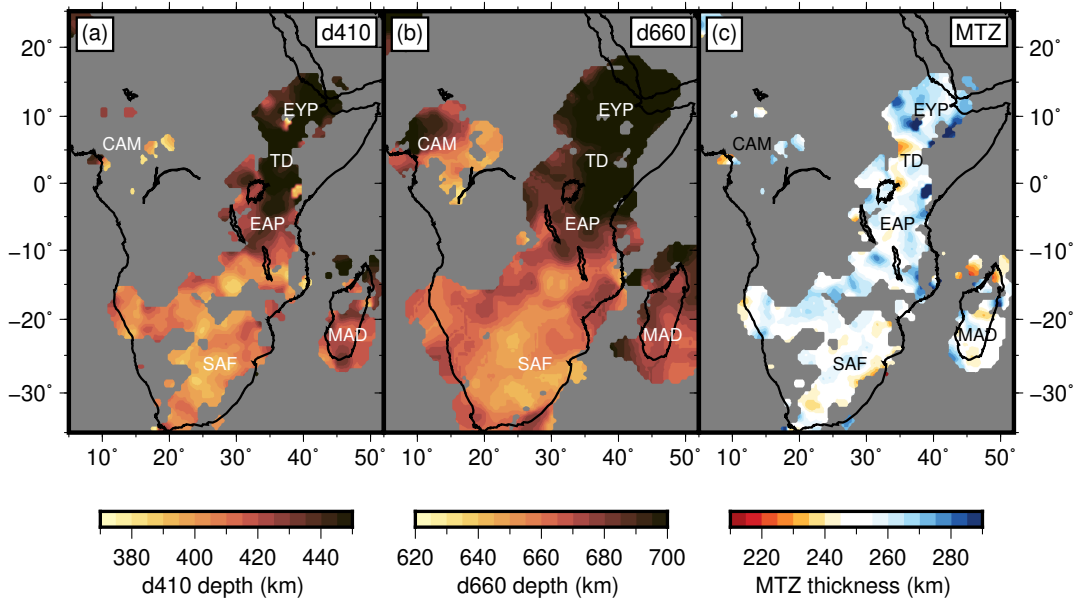 (a) d410
(b) d660
(c) MTZ
20˚ 10˚ 0˚ −10˚ −20˚ −30˚
EYP CAM TD EAP SAF MAD
EYP CAM TD EAP SAF MAD
EYP CAM TD EAP SAF MAD
20˚ 10˚ 0˚ −10˚ −20˚ −30˚
10˚ 20˚ 30˚ 40˚ 50˚
10˚ 20˚ 30˚ 40˚ 50˚
10˚ 20˚ 30˚ 40˚ 50˚
380 400 420 440
d410 depth (km)
620 640 660 680 700
d660 depth (km)
220 240 260 280
MTZ thickness (km)